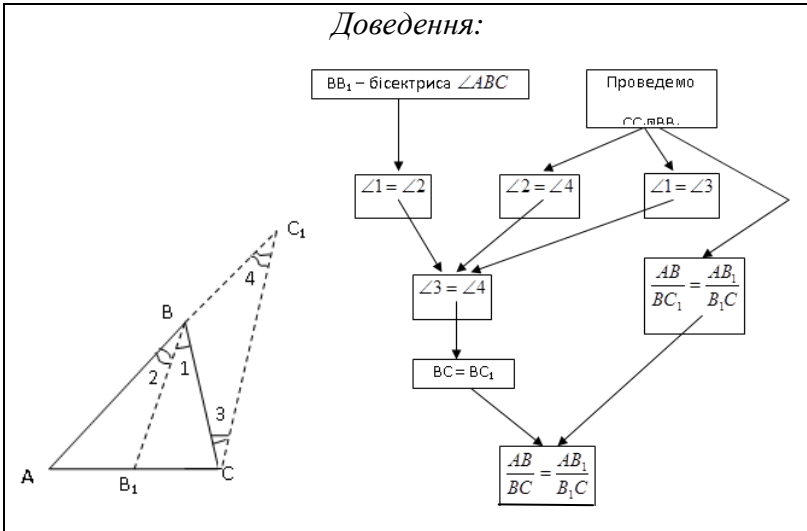 Доведення:
BB₁ – бісектриса ∠ABC
Проведемо
∠1 = ∠2
∠2 = ∠4
∠1 = ∠3
∠3 = ∠4
AB/BC₁ = AB₁/B₁C
BC = BC₁
AB/BC = AB₁/B₁C
C₁
4
B
2
1
3
A
B₁
C